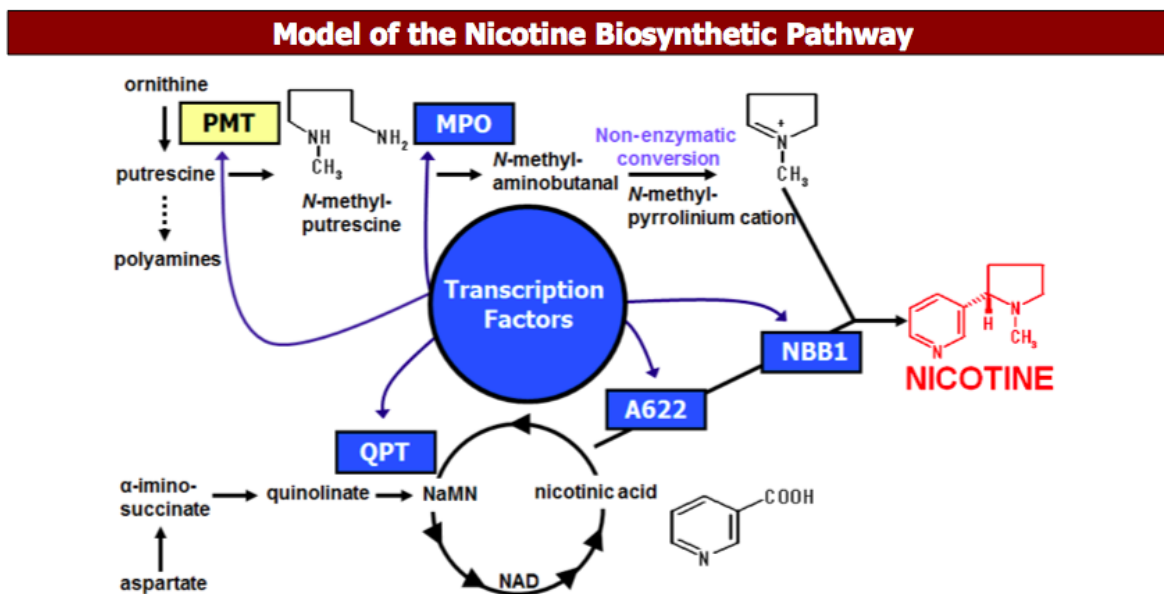 Model of the Nicotine Biosynthetic Pathway
ornithine
PMT
NH
CH3
NH2
MPO
Non-enzymatic
conversion
+
N
CH3
putrescine
N-methyl-
putrescine
N-methyl-
aminobutanal
N-methyl-
pyrrolinium cation
polyamines
Transcription
Factors
NBB1
N
H
N
CH3
NICOTINE
A622
QPT
α-imino-
succinate
quinolinate
NaMN
nicotinic acid
COOH
N
NAD
aspartate